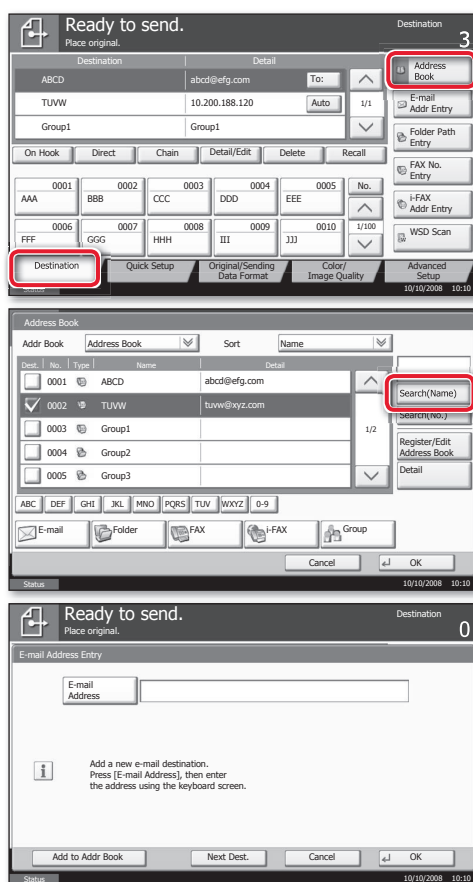 Ready to send.
Place original.
Destination
3
Destination Detail
ABCD abcd@efg.com To:
TUVW 10.200.188.120 Auto 1/1
Group1 Group1
On Hook Direct Chain Detail/Edit Delete Recall
0001 0002 0003 0004 0005 No.
AAA BBB CCC DDD EEE
0006 0007 0008 0009 0010 1/100
FFF GGG HHH III JJJ
Address Book
E-mail Addr Entry
Folder Path Entry
FAX No. Entry
i-FAX Addr Entry
WSD Scan
Destination Quick Setup Original/Sending Data Format Color/ Image Quality Advanced Setup
Status 10/10/2008 10:10
Address Book
Addr Book Address Book Sort Name
Dest. No. Type Name Detail
0001 ABCD abcd@efg.com
0002 TUVW tuvw@xyz.com
0003 Group1 1/2
0004 Group2
0005 Group3
Search(Name)
Search(No.)
Register/Edit Address Book
Detail
ABC DEF GHI JKL MNO PQRS TUV WXYZ 0-9
E-mail Folder FAX i-FAX Group
Cancel OK
Status 10/10/2008 10:10
Ready to send.
Place original.
Destination
0
E-mail Address Entry
E-mail
Address
Add a new e-mail destination.
Press [E-mail Address], then enter
the address using the keyboard screen.
Add to Addr Book Next Dest. Cancel OK
Status 10/10/2008 10:10